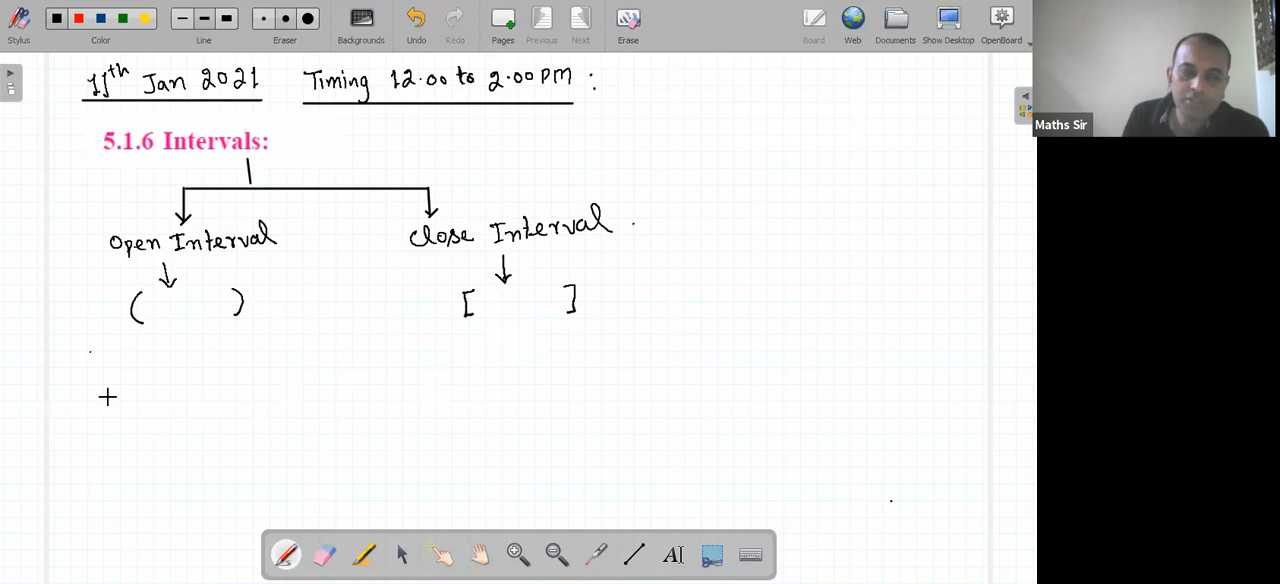 Stylus Color Line Eraser Backgrounds Undo Redo Pages Previous Next Erase Board Web Documents Show Desktop OpenBoard
11th Jan 2021 Timing 12.00 to 2.00 PM :
Maths Sir
5.1.6 Intervals:
Open Interval Close Interval .
( ) [ ]